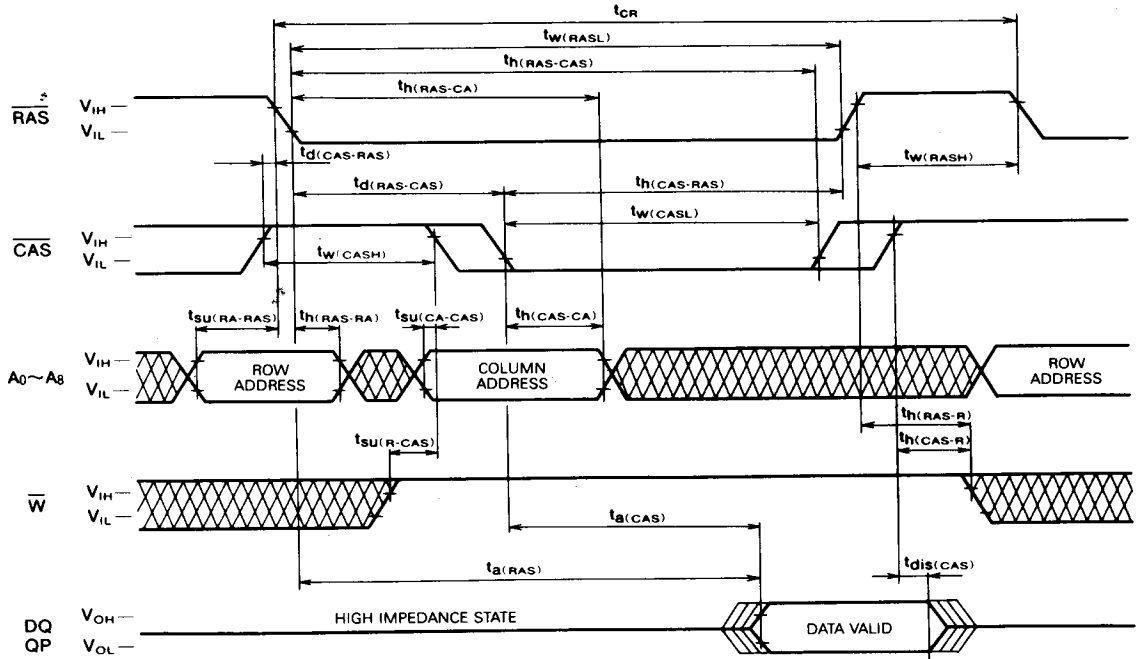 tCR
tW(RASL)
th(RAS-CAS)
th(RAS-CA)
RAS
VIH
VIL
td(CAS-RAS)
tW(RASH)
td(RAS-CAS)
th(CAS-RAS)
tW(CASL)
CAS
VIH
VIL
tW(CASH)
tsu(RA-RAS)
th(RAS-RA)
tsu(CA-CAS)
th(CAS-CA)
A0~A8
VIH
VIL
ROW
ADDRESS
COLUMN
ADDRESS
ROW
ADDRESS
th(RAS-R)
tsu(R-CAS)
th(CAS-R)
W
VIH
VIL
ta(CAS)
ta(RAS)
tdis(CAS)
DQ
QP
VOH
VOL
HIGH IMPEDANCE STATE
DATA VALID